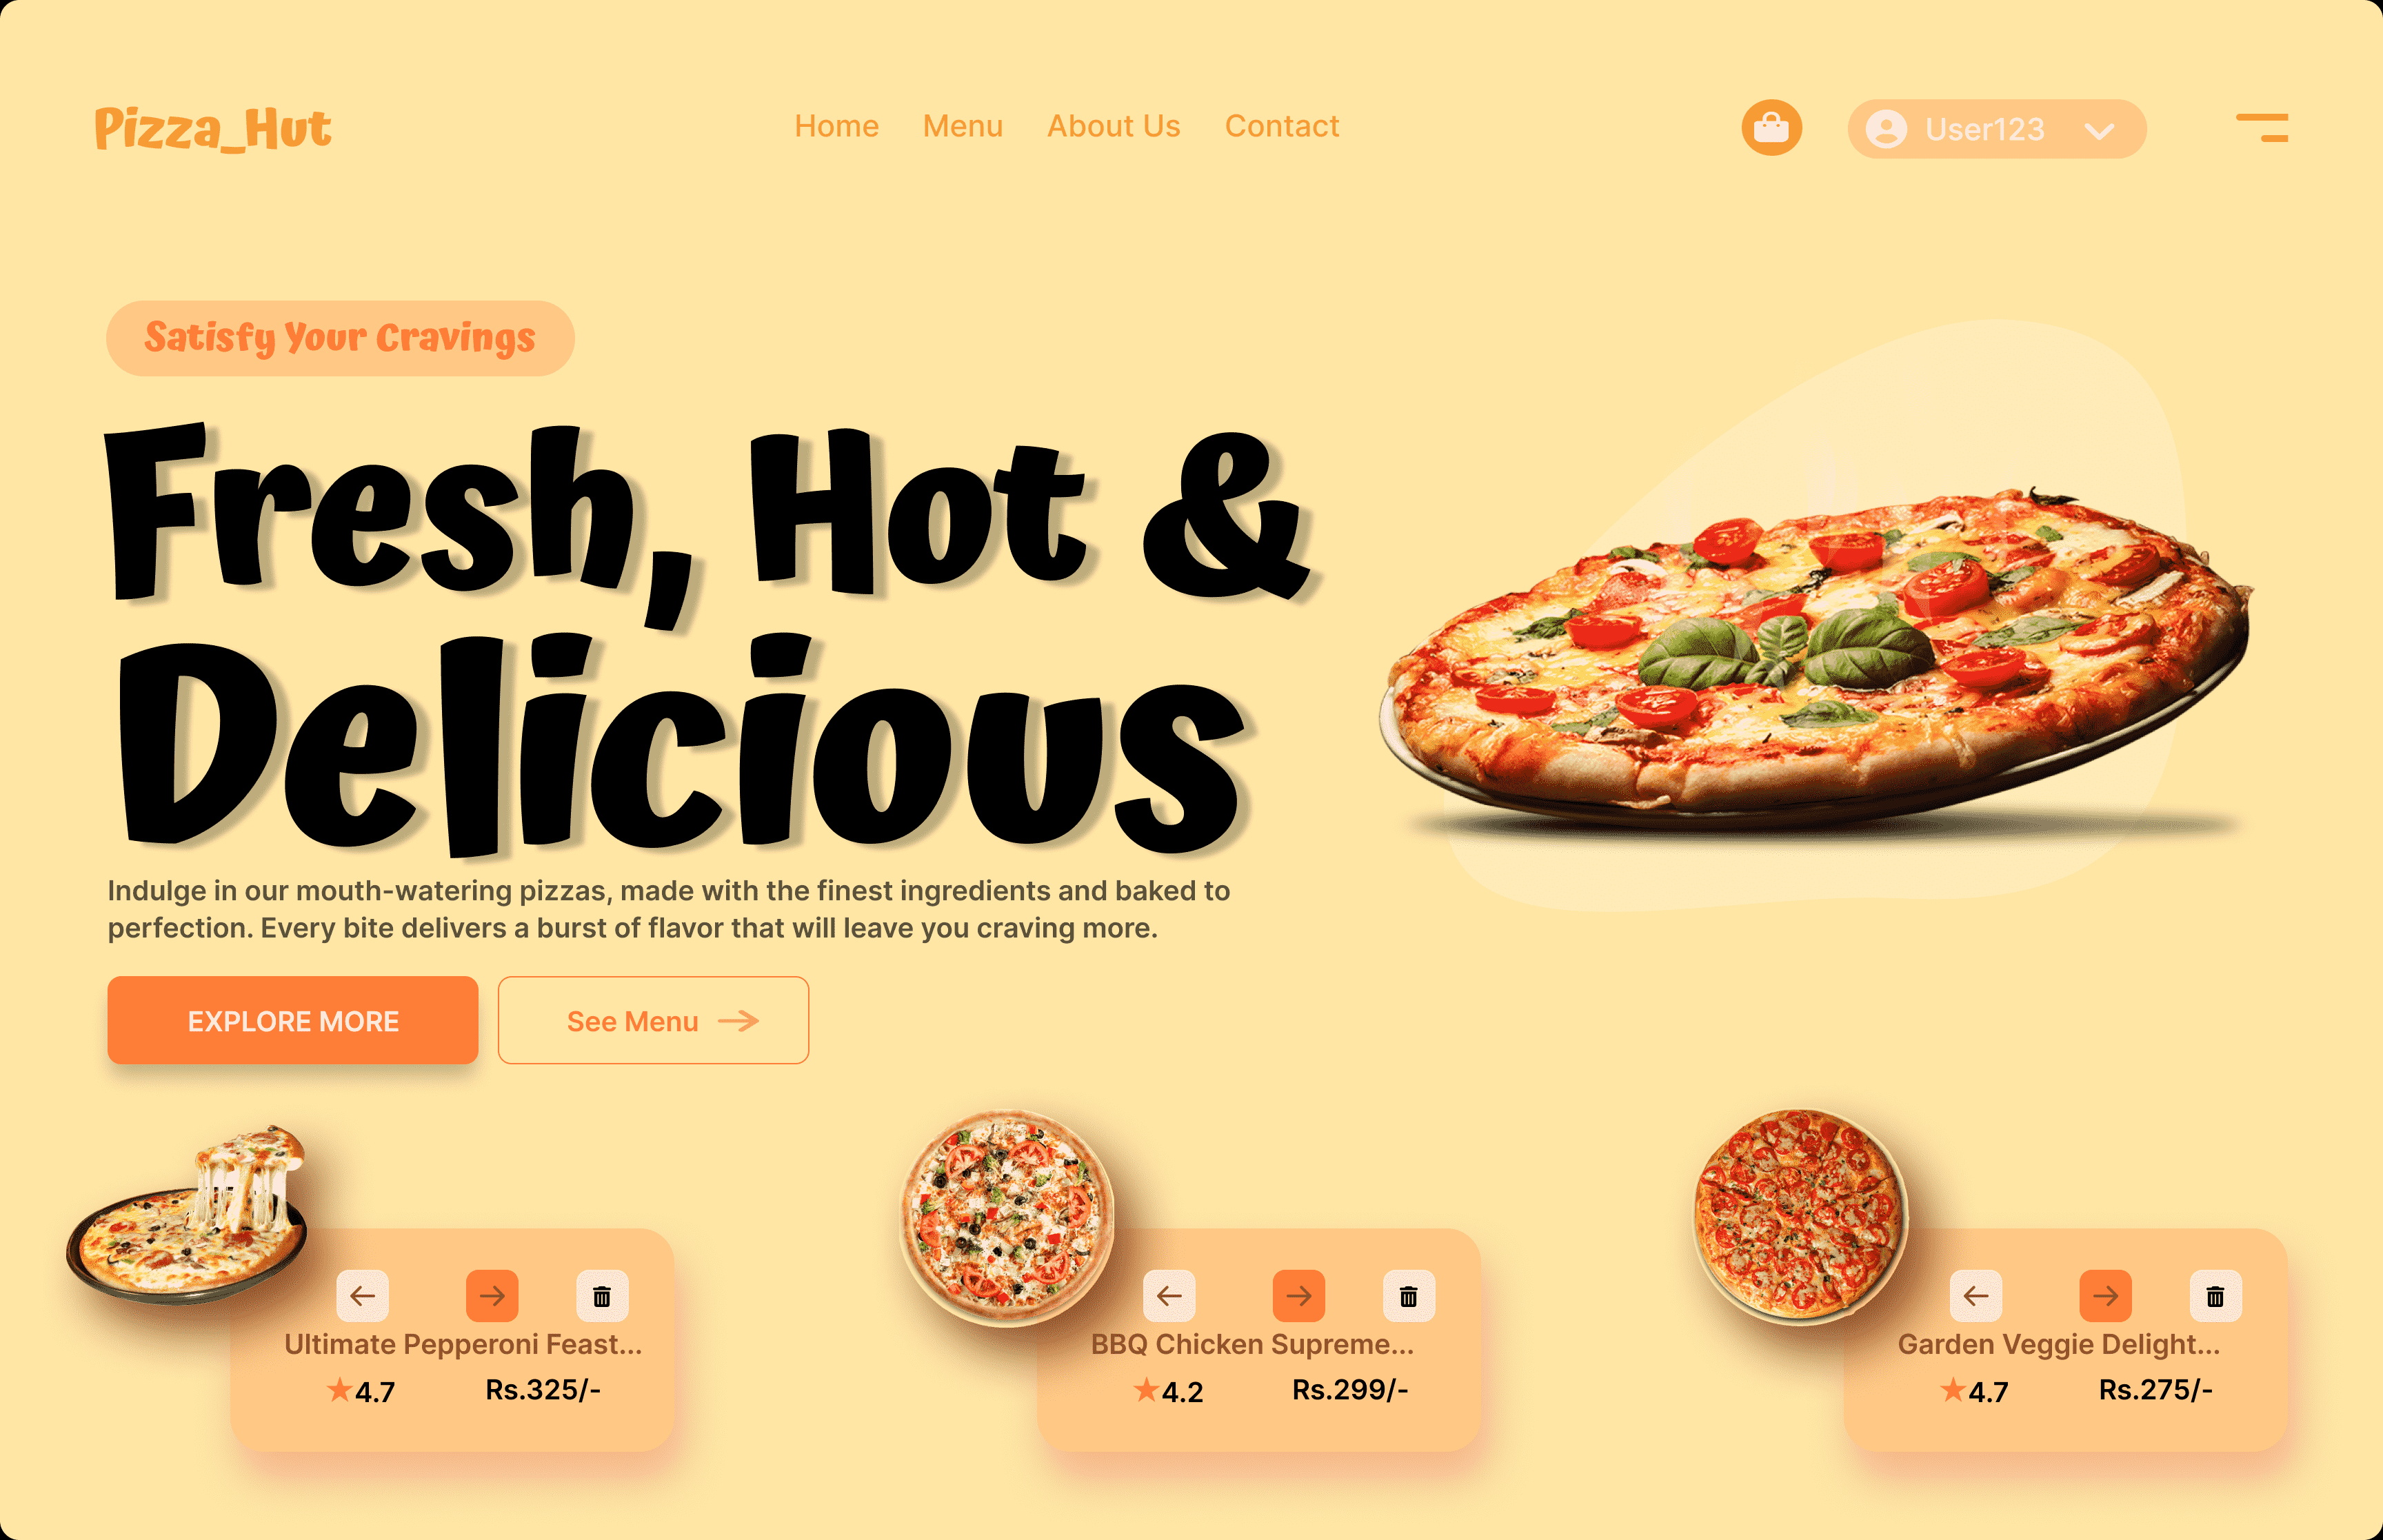 Pizza_Hut
Home Menu About Us Contact
User123
Satisfy Your Cravings
Fresh, Hot &
Delicious
Indulge in our mouth-watering pizzas, made with the finest ingredients and baked to
perfection. Every bite delivers a burst of flavor that will leave you craving more.
EXPLORE MORE
See Menu
Ultimate Pepperoni Feast...
4.7 Rs.325/-
BBQ Chicken Supreme...
4.2 Rs.299/-
Garden Veggie Delight...
4.7 Rs.275/-